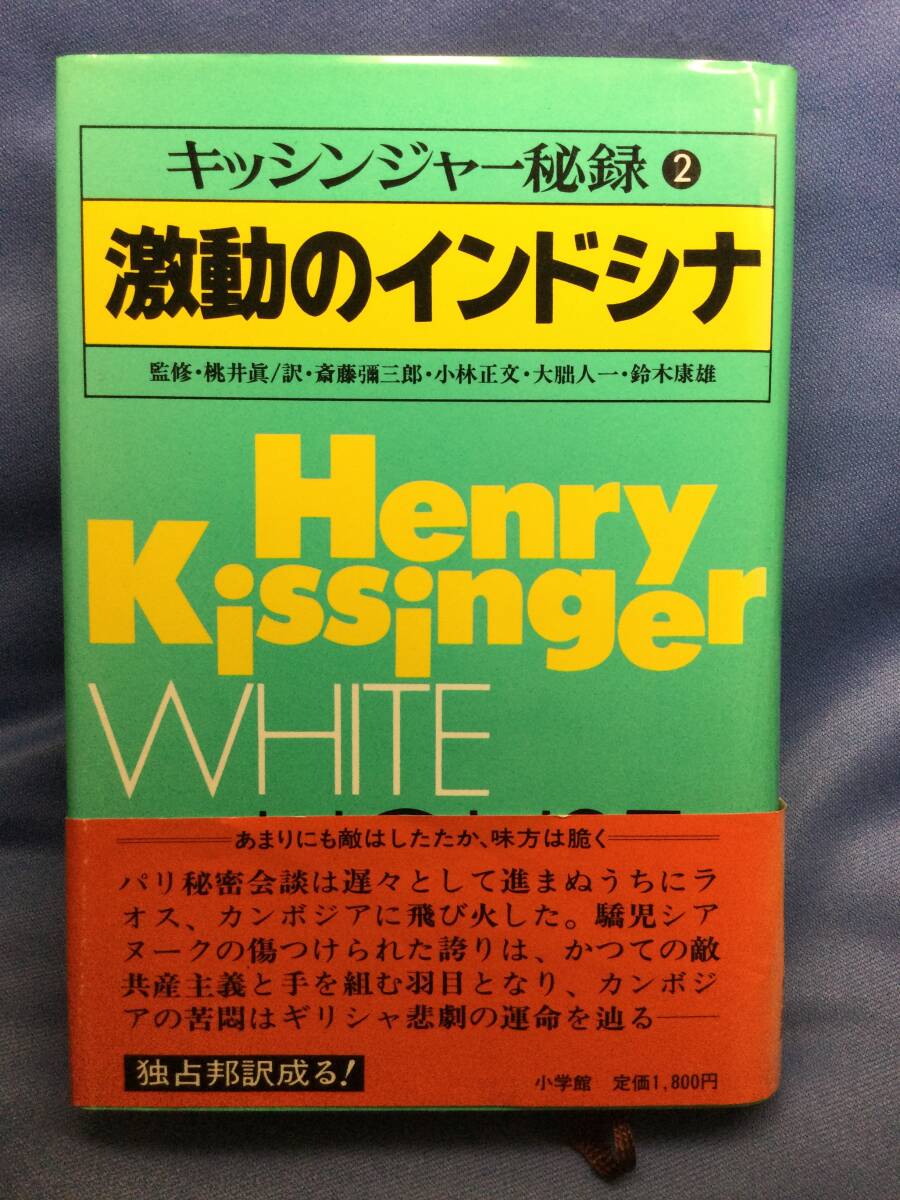 キッシンジャー秘録❷
激動のインドシナ
監修・桃井眞/訳・斎藤彌三郎・小林正文・大朏人一・鈴木康雄
Henry
Kissinger
WHITE
あまりにも敵はしたたか、味方は脆く
パリ秘密会談は遅々として進まぬうちにラ
オス、カンボジアに飛び火した。驕児シア
ヌークの傷つけられた誇りは、かつての敵
共産主義と手を組む羽目となり、カンボジ
アの苦悶はギリシャ悲劇の運命を辿る——
独占邦訳成る!
小学館 定価1,800円